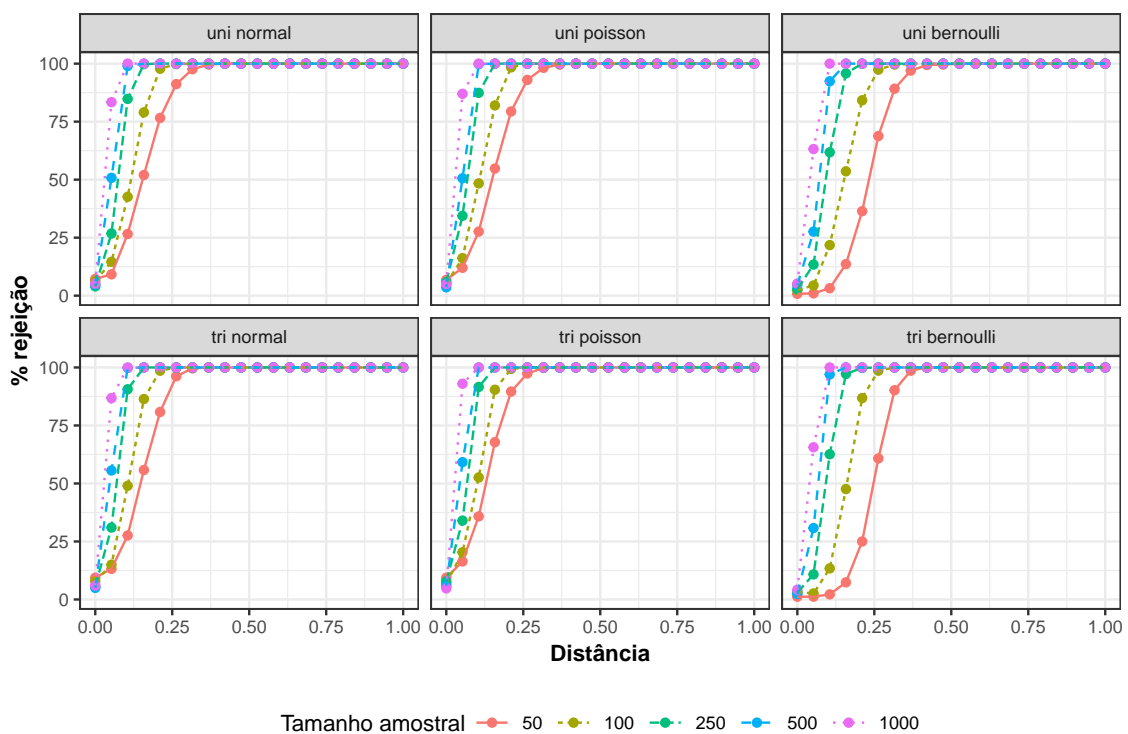 uni normal uni poisson uni bernoulli
100
75
50
25
0
tri normal tri poisson tri bernoulli
100
75
50
25
0
% rejeição
0.00 0.25 0.50 0.75 1.00 0.00 0.25 0.50 0.75 1.00 0.00 0.25 0.50 0.75 1.00
Distância
Tamanho amostral 50 100 250 500 1000